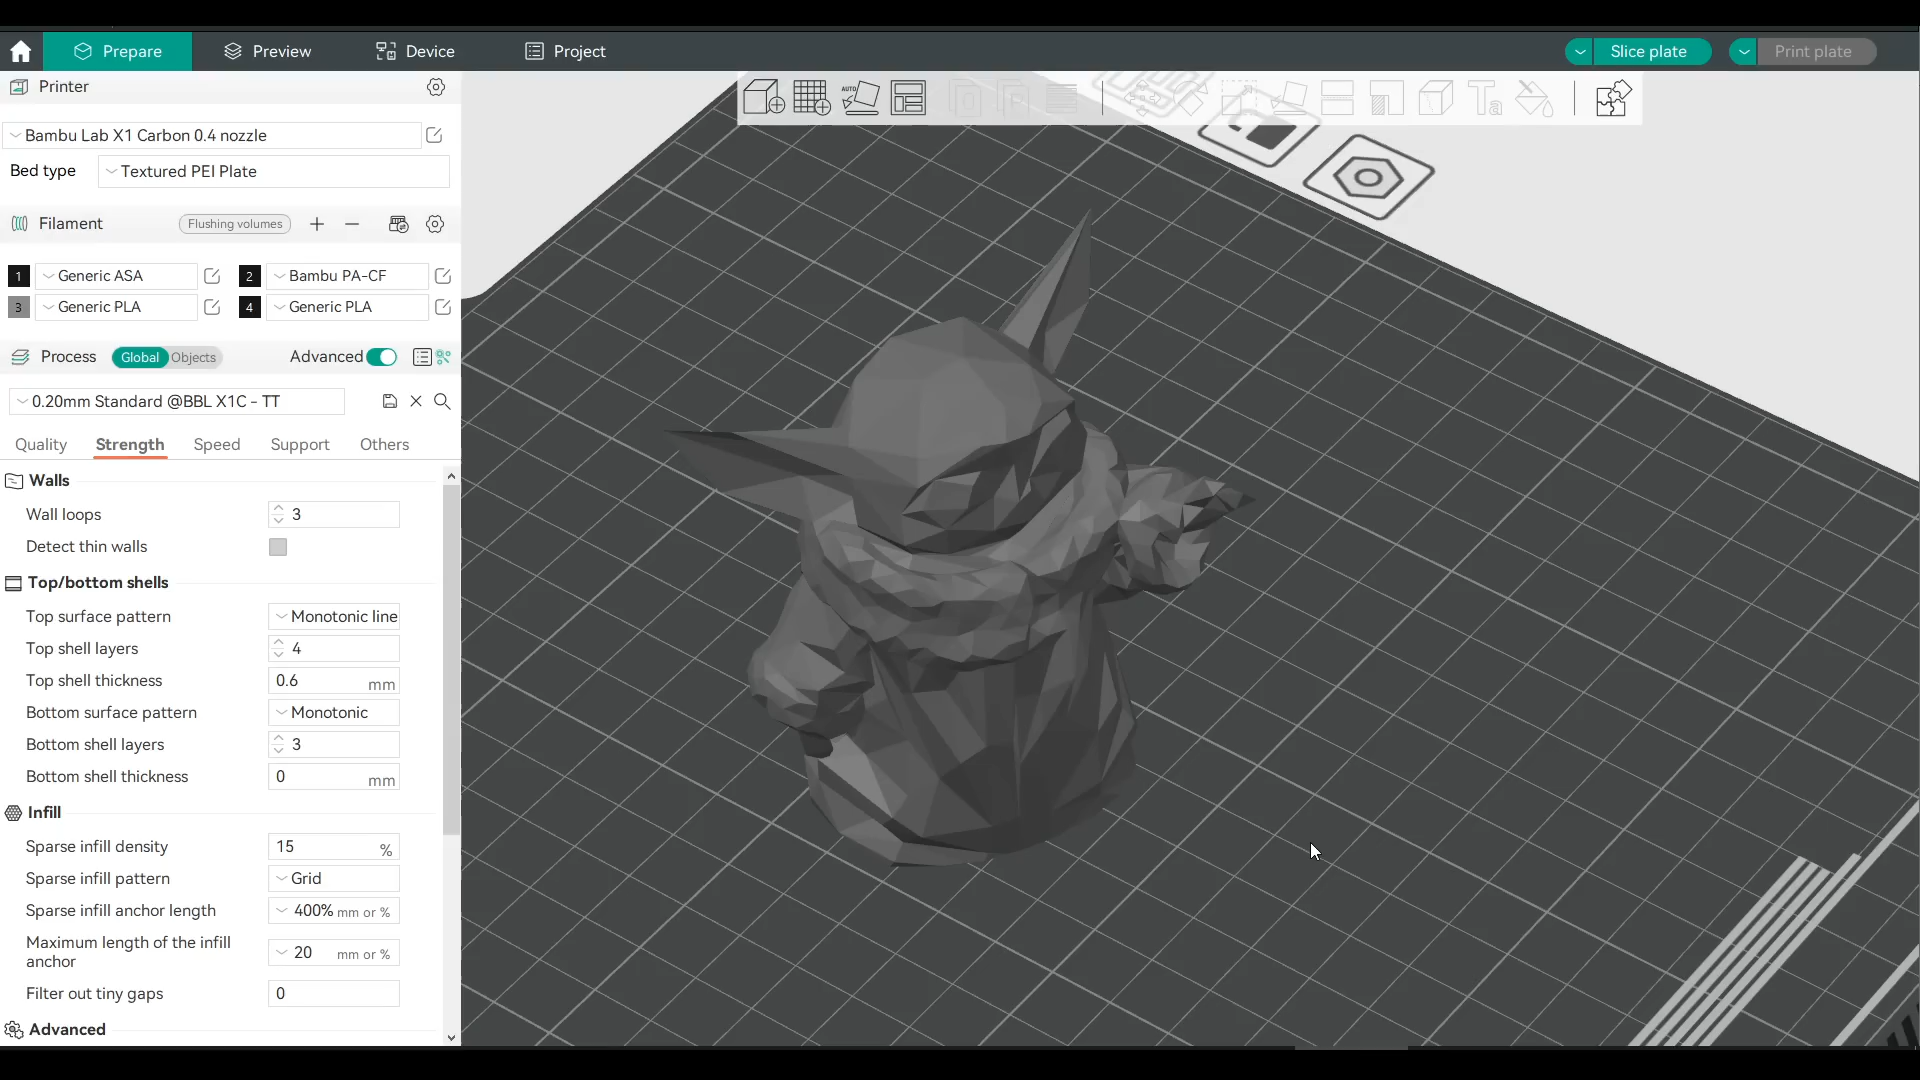 Prepare
Preview
Device
Project
Slice plate
Print plate
Printer
Bambu Lab X1 Carbon 0.4 nozzle
Bed type
Textured PEI Plate
Filament
Flushing volumes
1 Generic ASA
2 Bambu PA-CF
3 Generic PLA
4 Generic PLA
Process
Global
Objects
Advanced
0.20mm Standard @BBL X1C - TT
Quality
Strength
Speed
Support
Others
Walls
Wall loops 3
Detect thin walls
Top/bottom shells
Top surface pattern Monotonic line
Top shell layers 4
Top shell thickness 0.6 mm
Bottom surface pattern Monotonic
Bottom shell layers 3
Bottom shell thickness 0 mm
Infill
Sparse infill density 15 %
Sparse infill pattern Grid
Sparse infill anchor length 400% mm or %
Maximum length of the infill
anchor 20 mm or %
Filter out tiny gaps 0
Advanced
AUTO
Ta